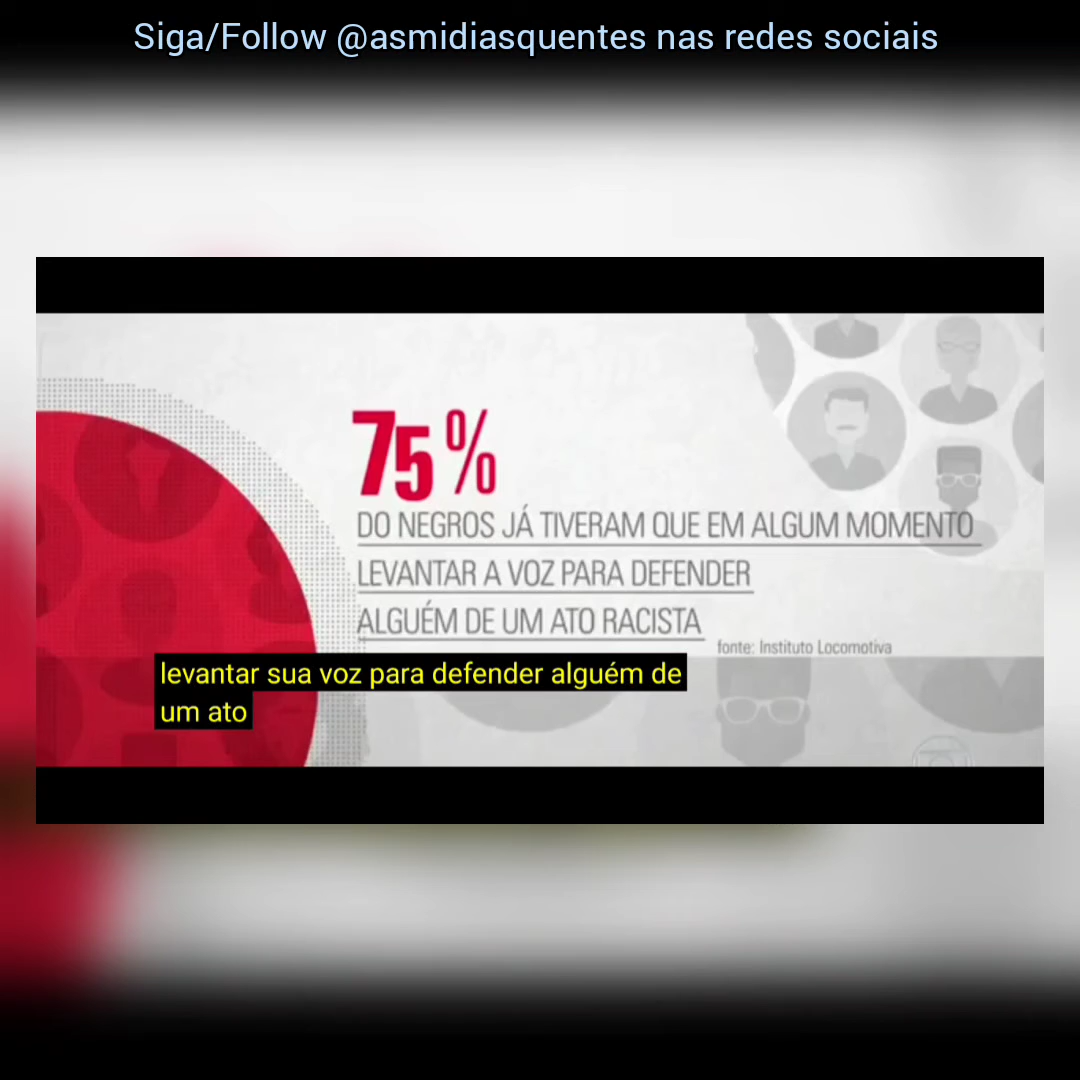 Siga/Follow @asmidiasquentes nas redes sociais
75%
DO NEGROS JÁ TIVERAM QUE EM ALGUM MOMENTO
LEVANTAR A VOZ PARA DEFENDER
ALGUÉM DE UM ATO RACISTA
fonte: Instituto Locomotiva
levantar sua voz para defender alguém de
um ato